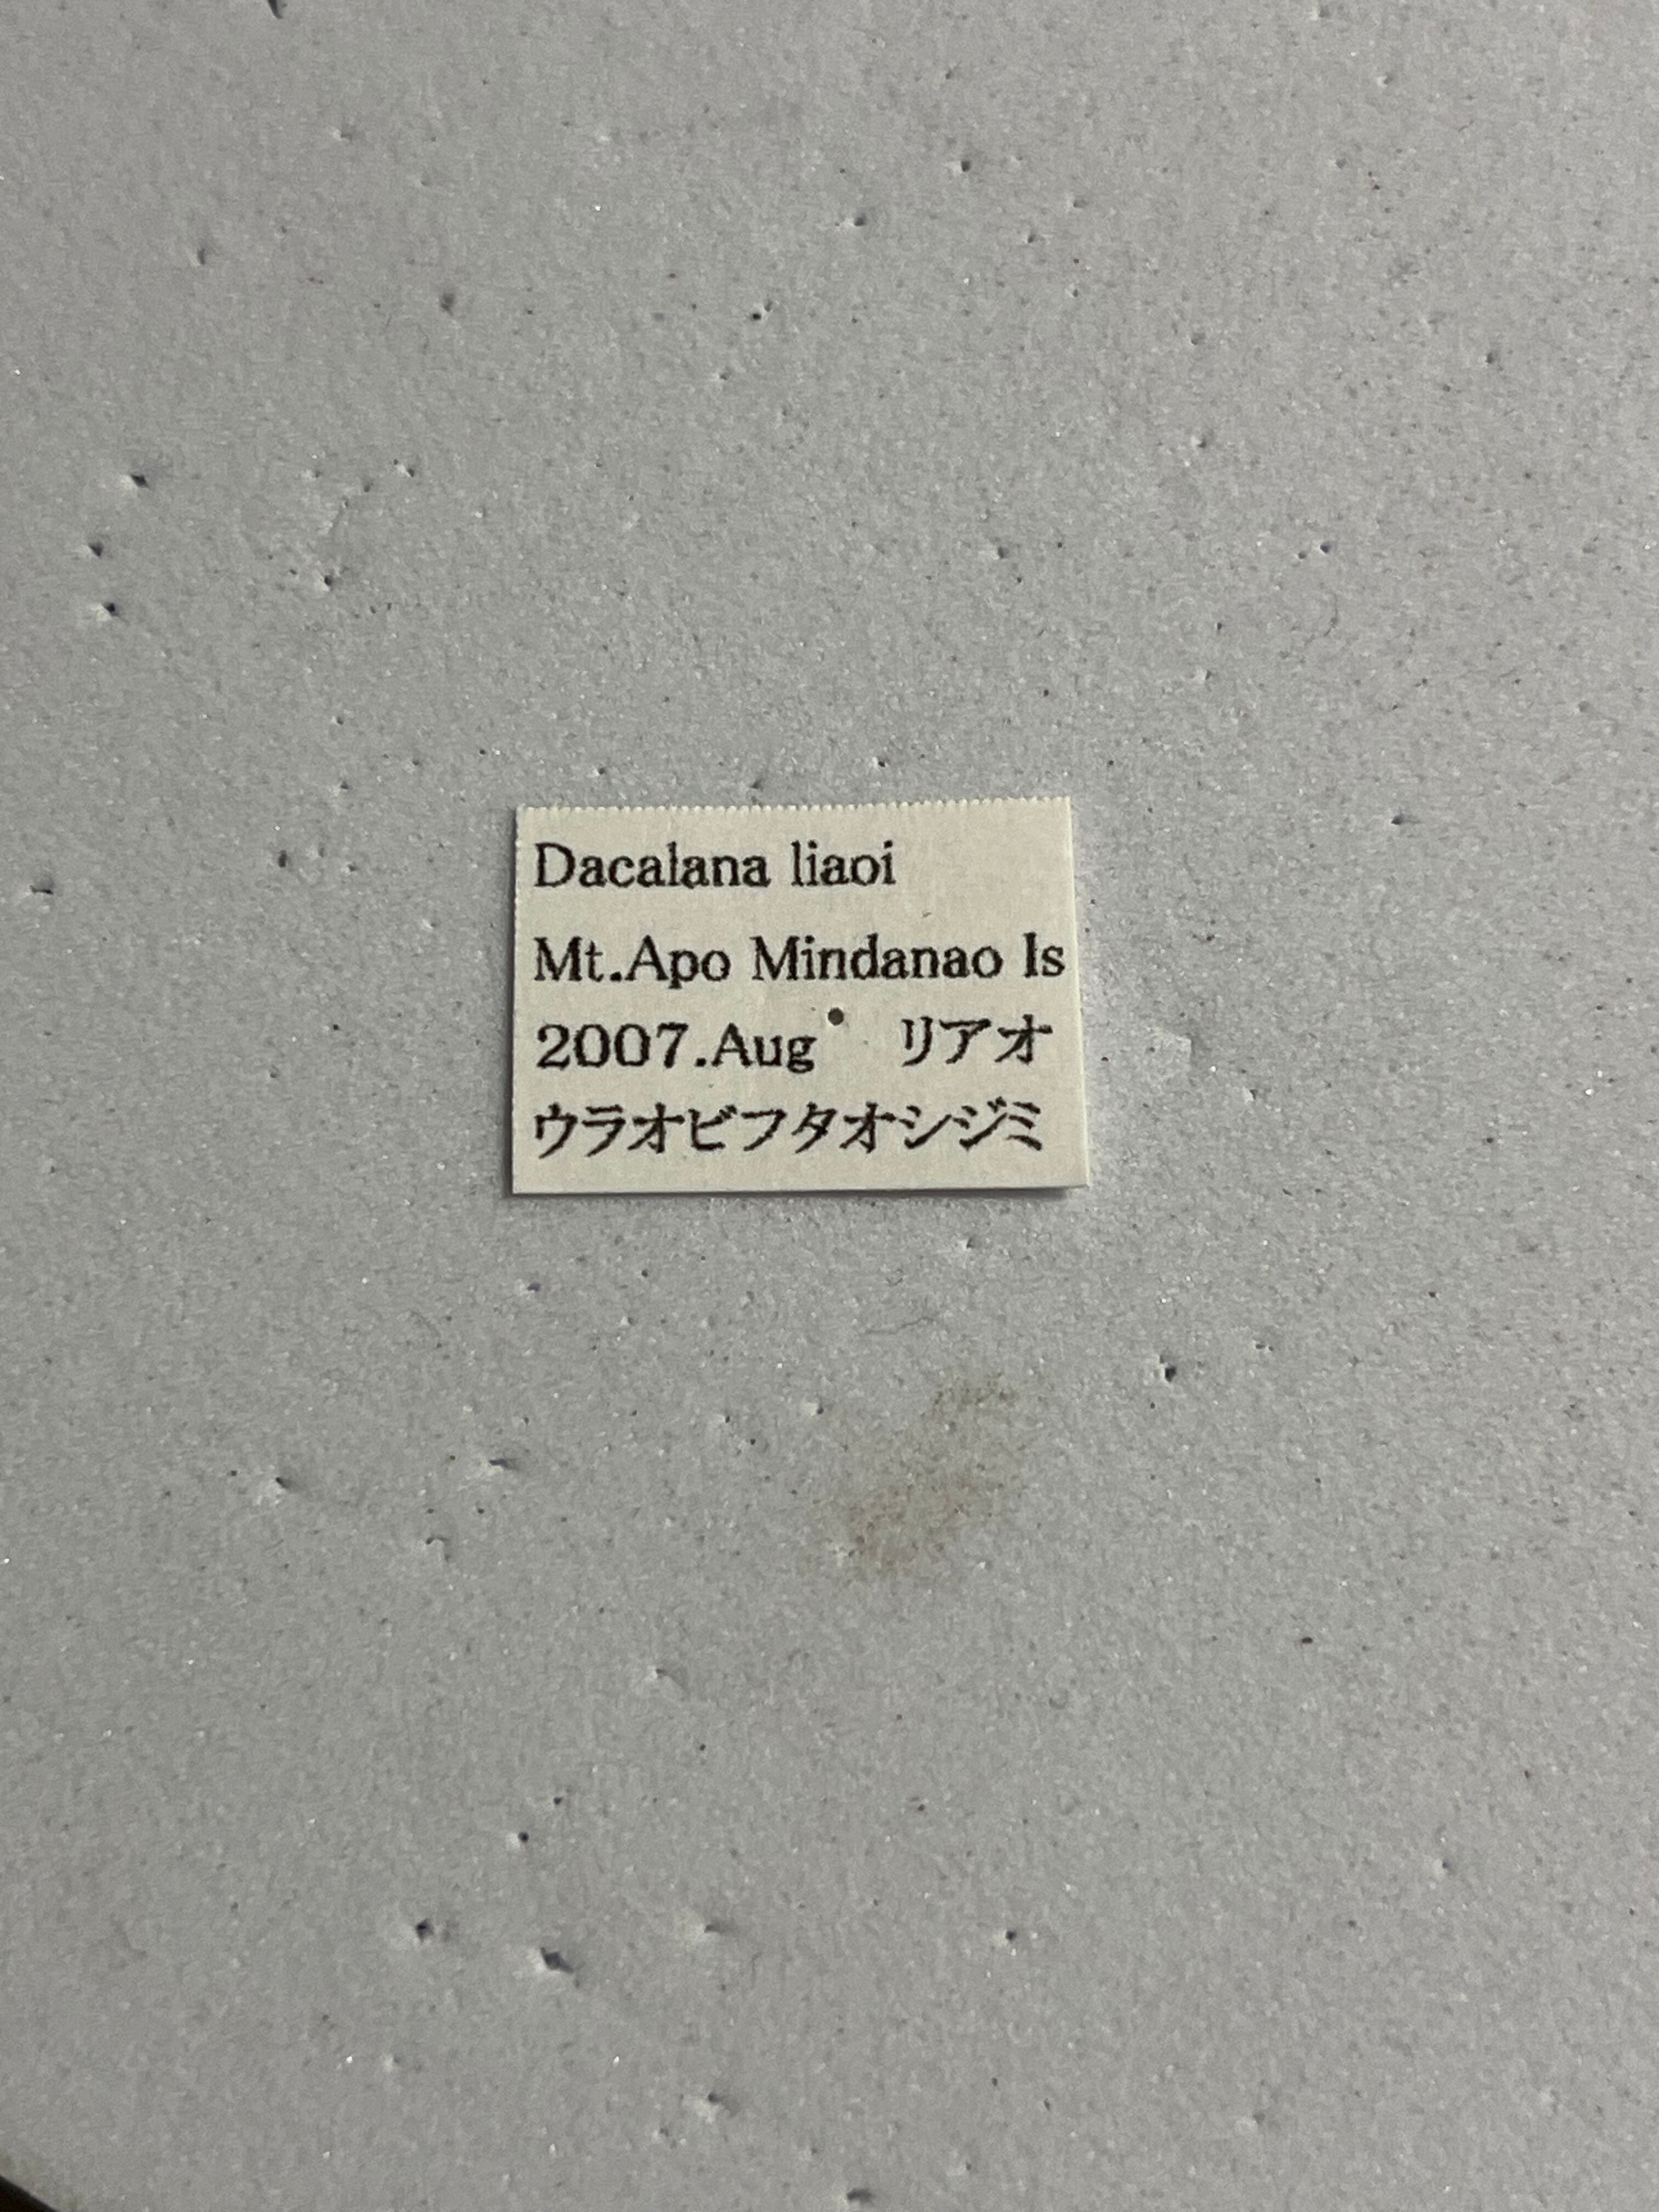 Dacalana liaoi
Mt.Apo Mindanao Is
2007.Aug リアオ
ウラオビフタオシジミ